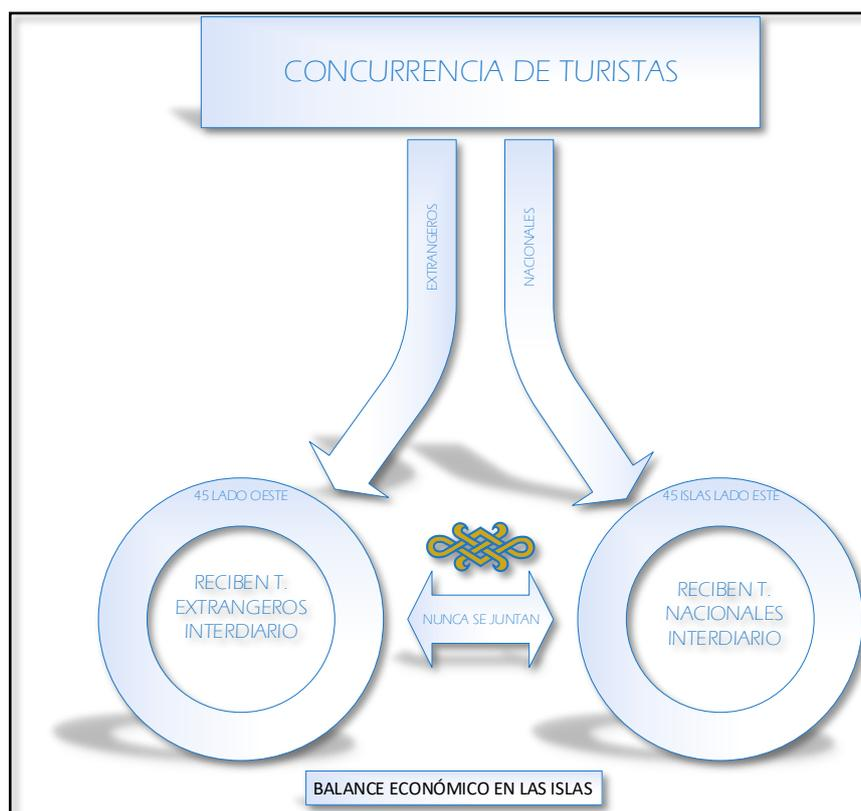 CONCURRENCIA DE TURISTAS
EXTRANGEROS
NACIONALES
45 LADO OESTE
RECIBEN T.
EXTRANGEROS
INTERDIARIO
NUNCA SE JUNTAN
45 ISLAS LADO ESTE
RECIBEN T.
NACIONALES
INTERDIARIO
BALANCE ECONÓMICO EN LAS ISLAS